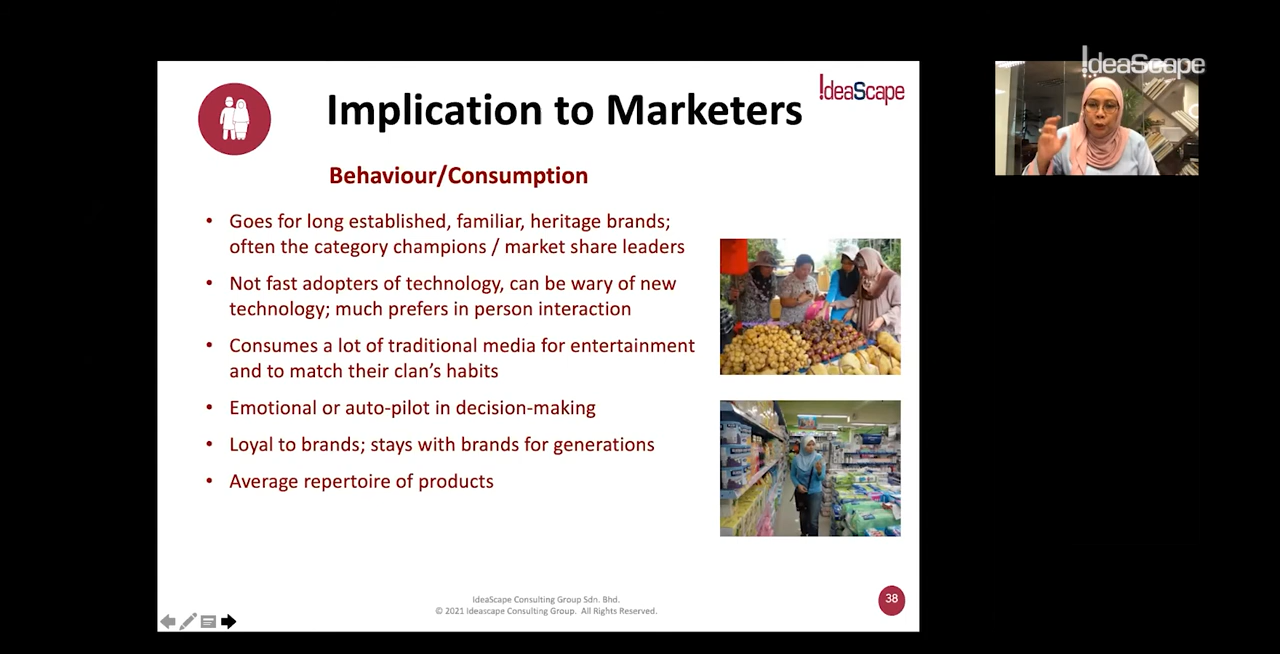 Implication to Marketers
!deaScape
!deaScape
Behaviour/Consumption
• Goes for long established, familiar, heritage brands;
often the category champions / market share leaders
• Not fast adopters of technology, can be wary of new
technology; much prefers in person interaction
• Consumes a lot of traditional media for entertainment
and to match their clan’s habits
• Emotional or auto-pilot in decision-making
• Loyal to brands; stays with brands for generations
• Average repertoire of products
IdeaScape Consulting Group Sdn. Bhd.
© 2021 Ideascape Consulting Group. All Rights Reserved.
38